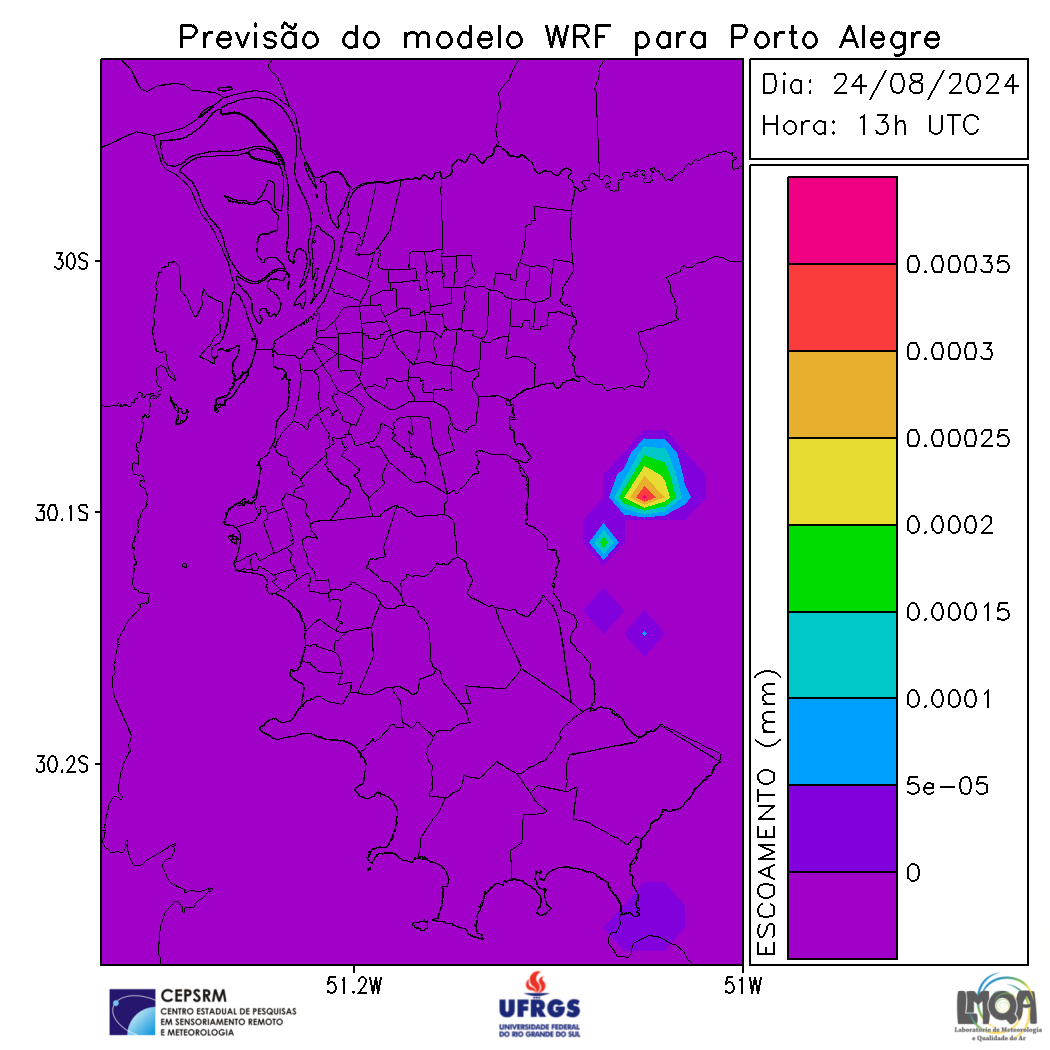 Previsão do modelo WRF para Porto Alegre
Dia: 24/08/2024
Hora: 13h UTC
30S
30.1S
30.2S
51.2W
51W
0.00035
0.0003
0.00025
0.0002
0.00015
0.0001
5e-05
0
ESCOAMENTO (mm)
CEPSRM
CENTRO ESTADUAL DE PESQUISAS
EM SENSORIAMENTO REMOTO
E METEOROLOGIA
UFRGS
UNIVERSIDADE FEDERAL
DO RIO GRANDE DO SUL
LMQA
Laboratório de Meteorologia
e Qualidade do Ar